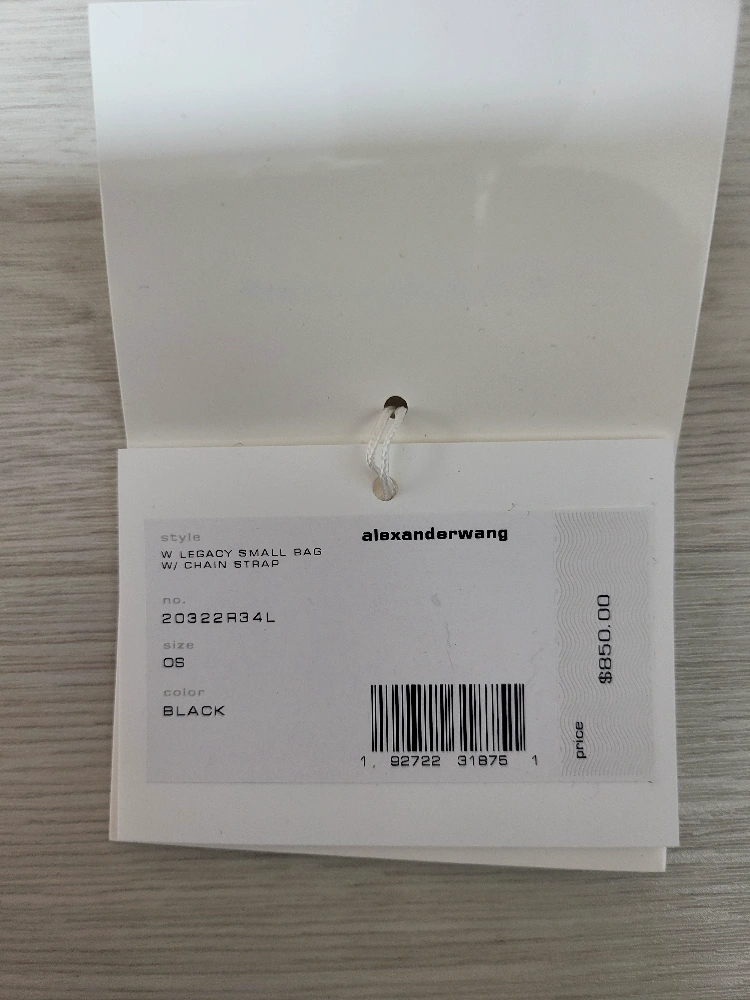 style
W LEGACY SMALL BAG
W/ CHAIN STRAP
alexanderwang
no.
20322R34L
size
OS
color
BLACK
1 92722 31875 1
price
$850.00